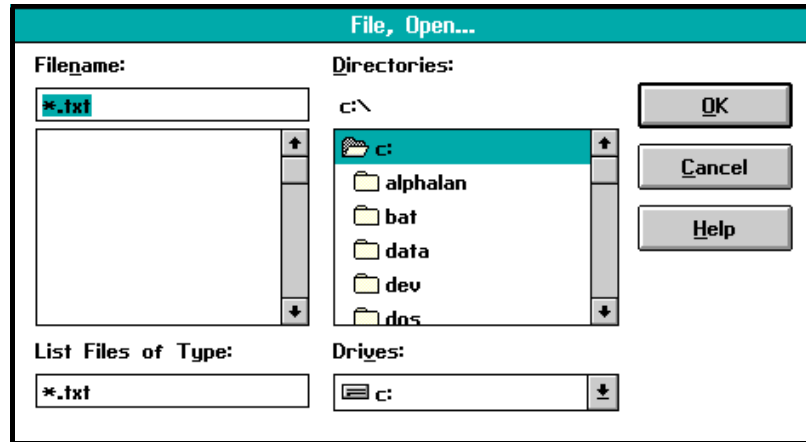 File, Open...
Filename:
*.txt
Directories:
c:\
c:
alphalan
bat
data
dev
dos
List Files of Type:
*.txt
Drives:
c:
OK
Cancel
Help